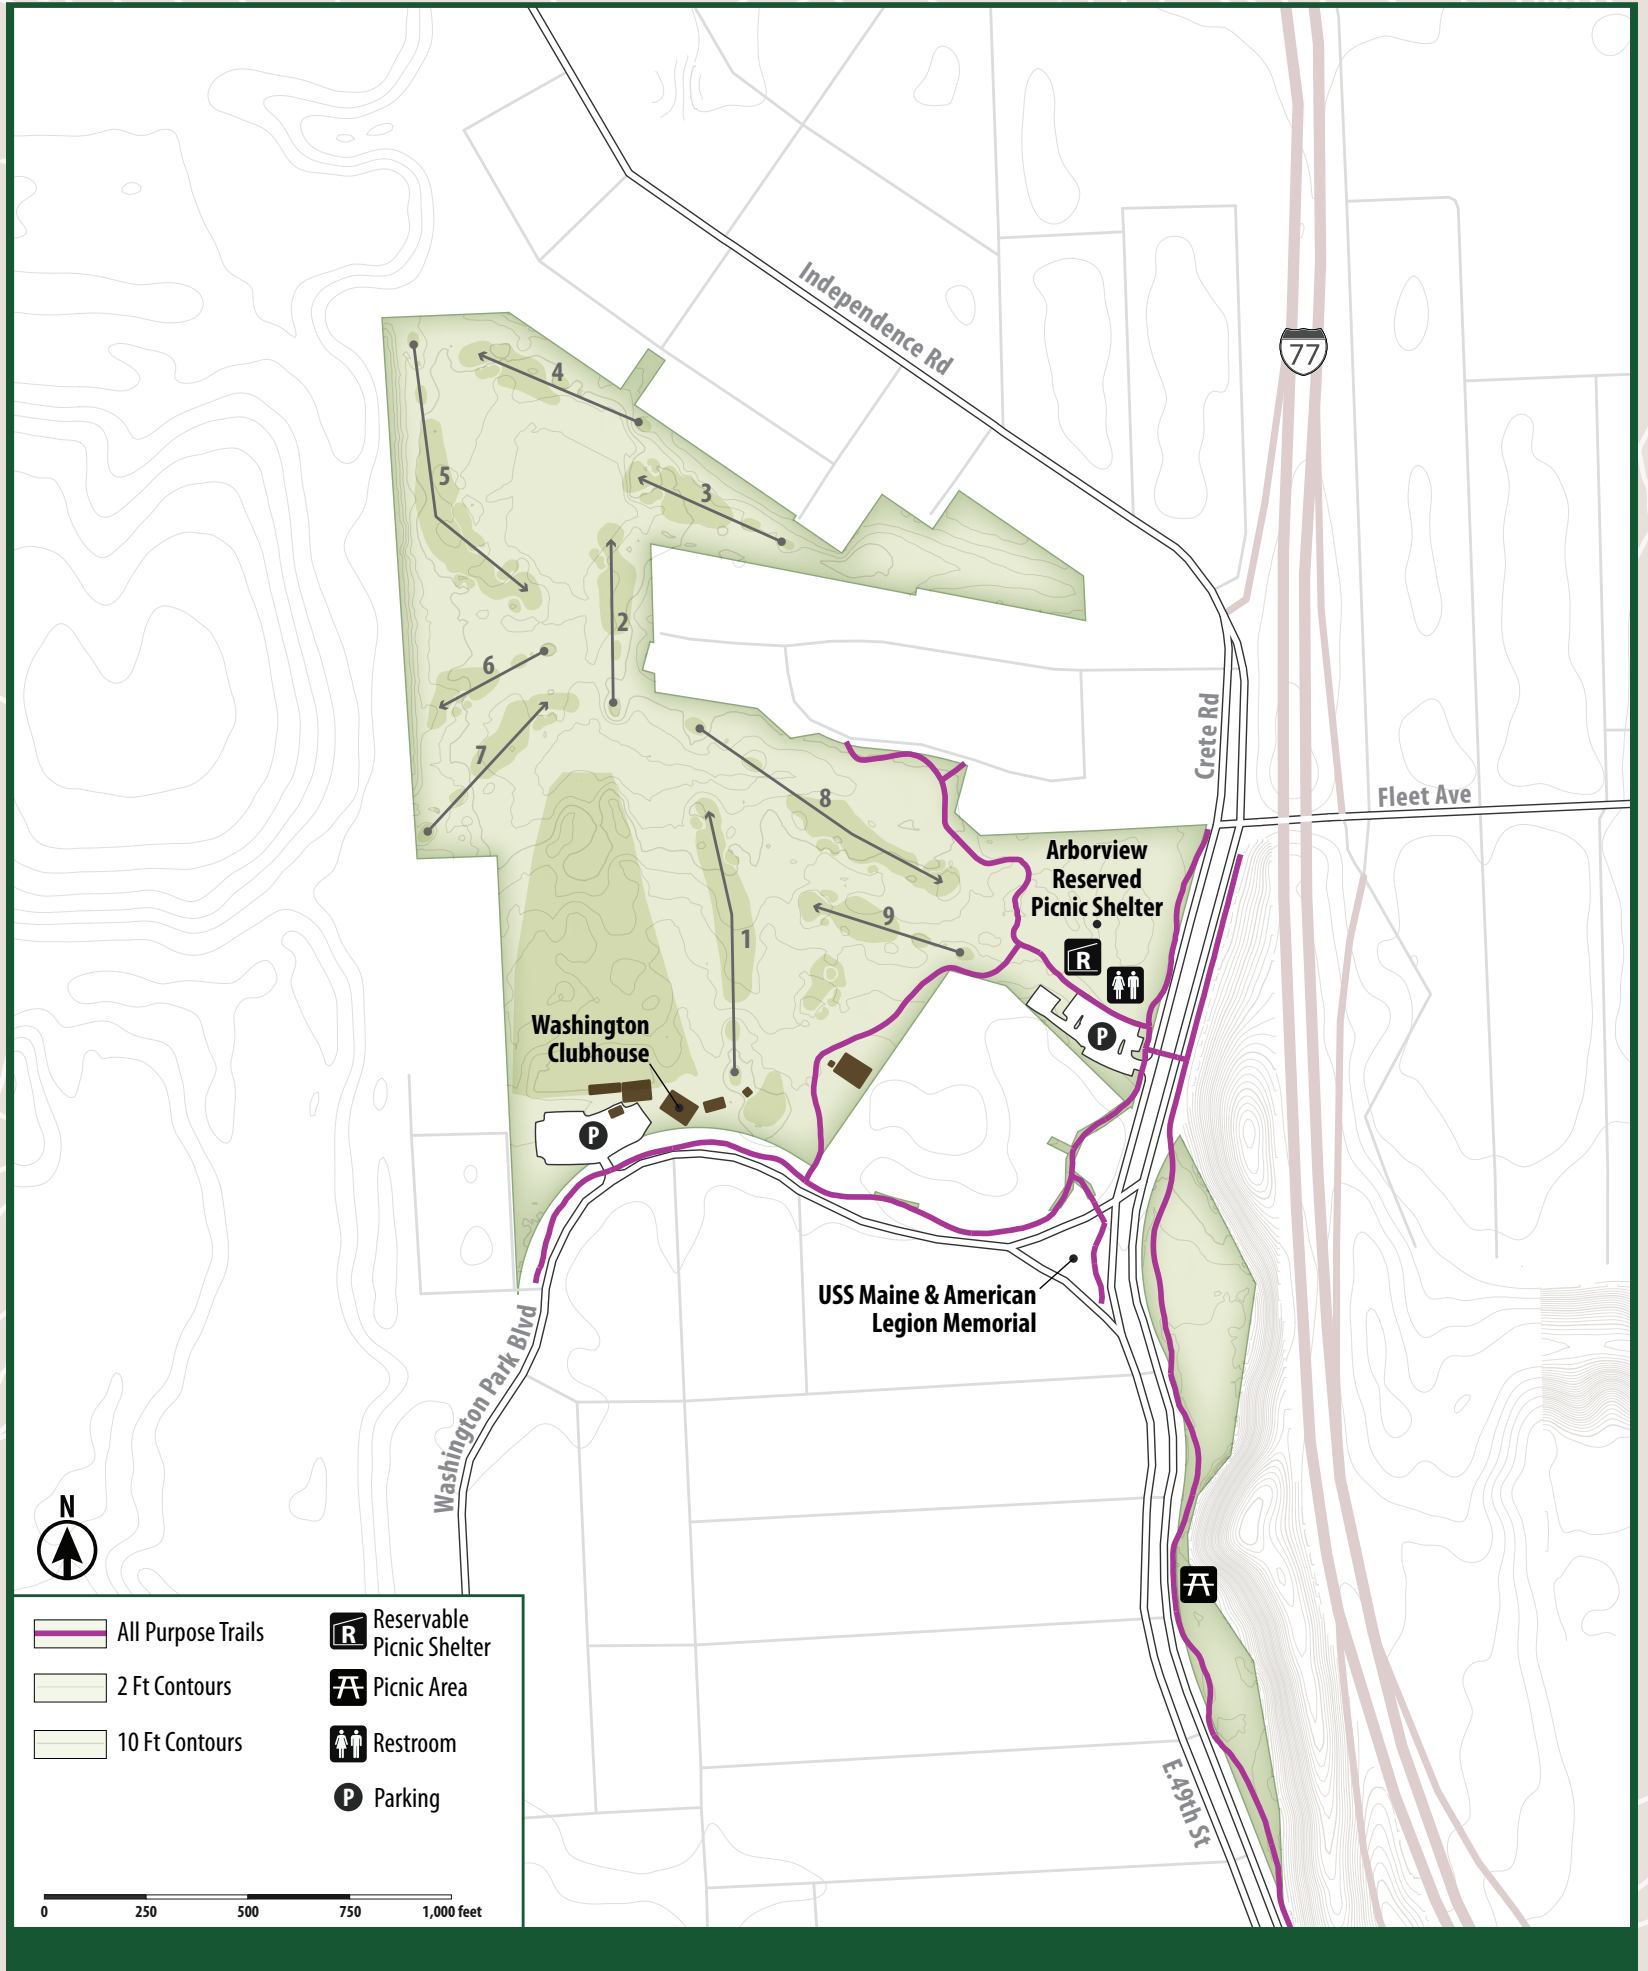 Independence Rd
77
4
5
3
2
6
7
8
Crete Rd
Fleet Ave
Arborview
Reserved
Picnic Shelter
R
9
1
P
Washington
Clubhouse
P
USS Maine & American
Legion Memorial
Washington Park Blvd
E.49th St
N
All Purpose Trails
2 Ft Contours
10 Ft Contours
R
Reservable
Picnic Shelter
Picnic Area
Restroom
P
Parking
0 250 500 750 1,000 feet